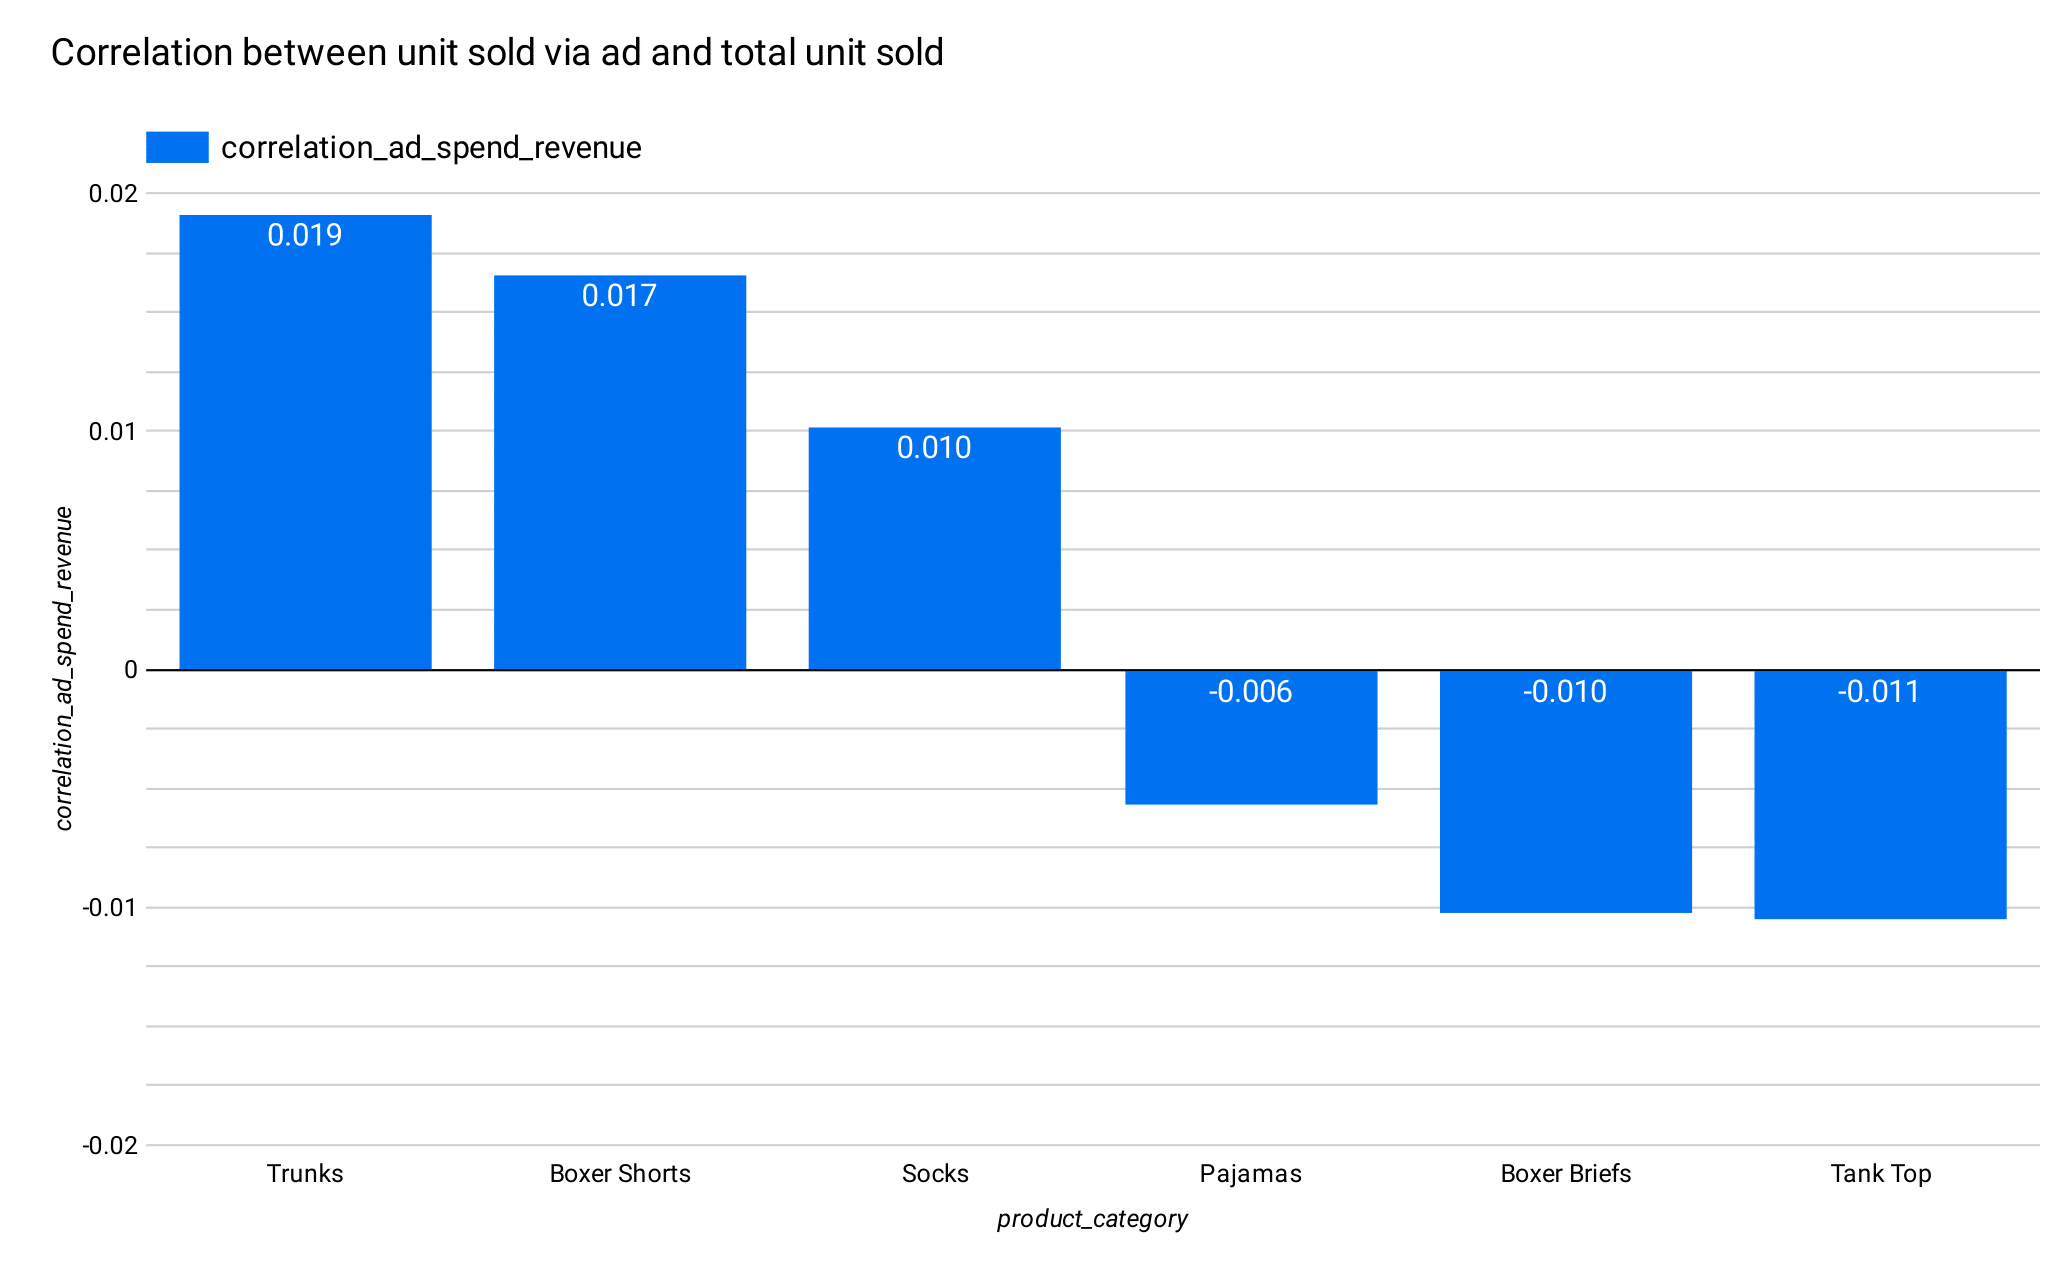 Correlation between unit sold via ad and total unit sold
correlation_ad_spend_revenue
0.02
0.01
0
-0.01
-0.02
correlation_ad_spend_revenue
0.019
0.017
0.010
-0.006
-0.010
-0.011
Trunks
Boxer Shorts
Socks
Pajamas
Boxer Briefs
Tank Top
product_category